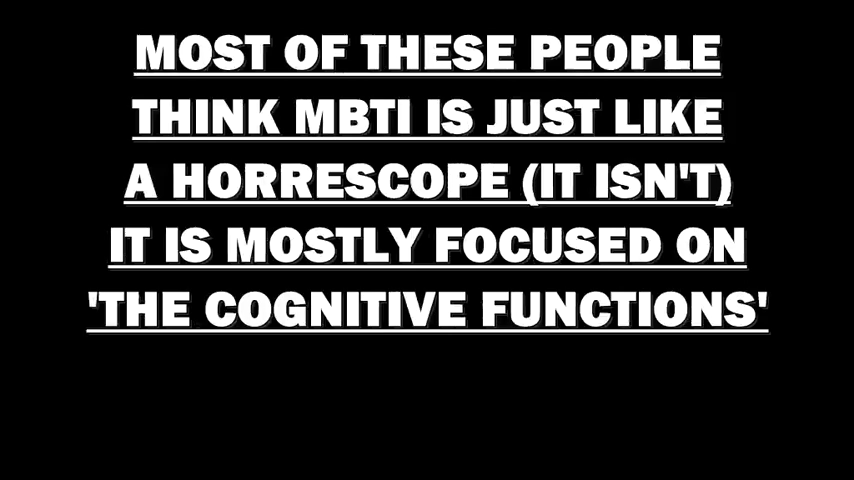 MOST OF THESE PEOPLE
THINK MBTI IS JUST LIKE
A HORRESCOPE (IT ISN'T)
IT IS MOSTLY FOCUSED ON
'THE COGNITIVE FUNCTIONS'